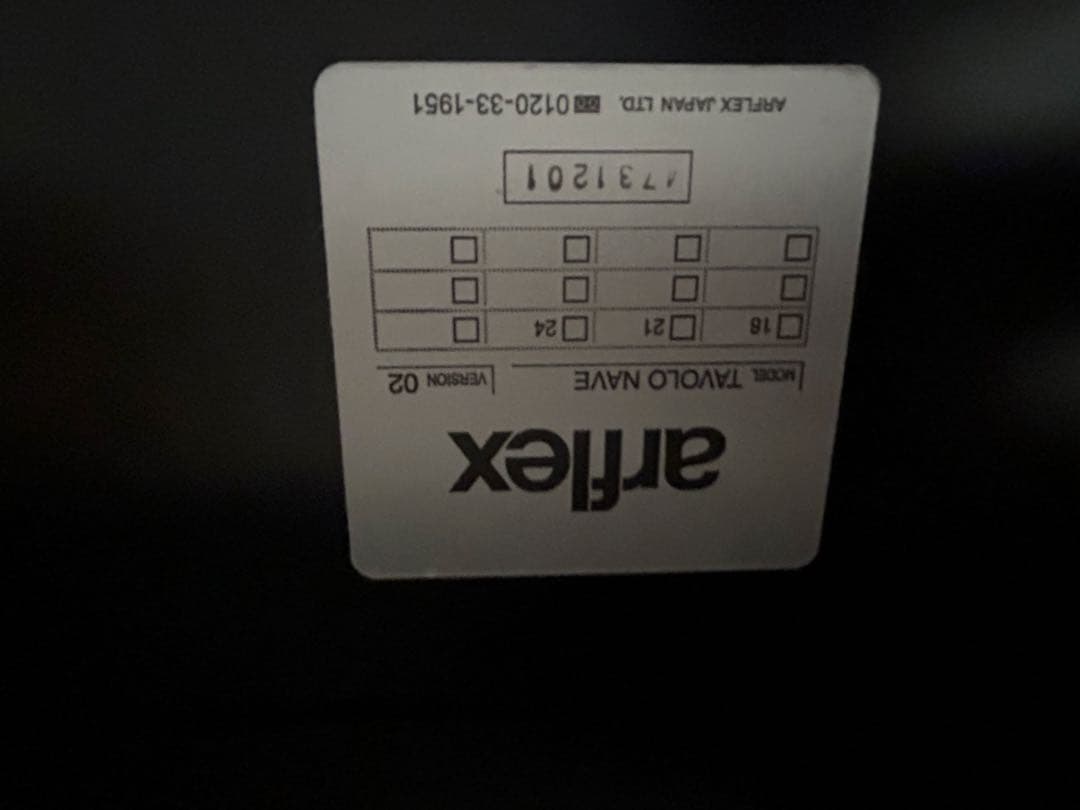 arflex
MODEL TAVOLO NAVE VERSION 02
18 21 24
1731201
ARFLEX JAPAN LTD. 0120-33-1951